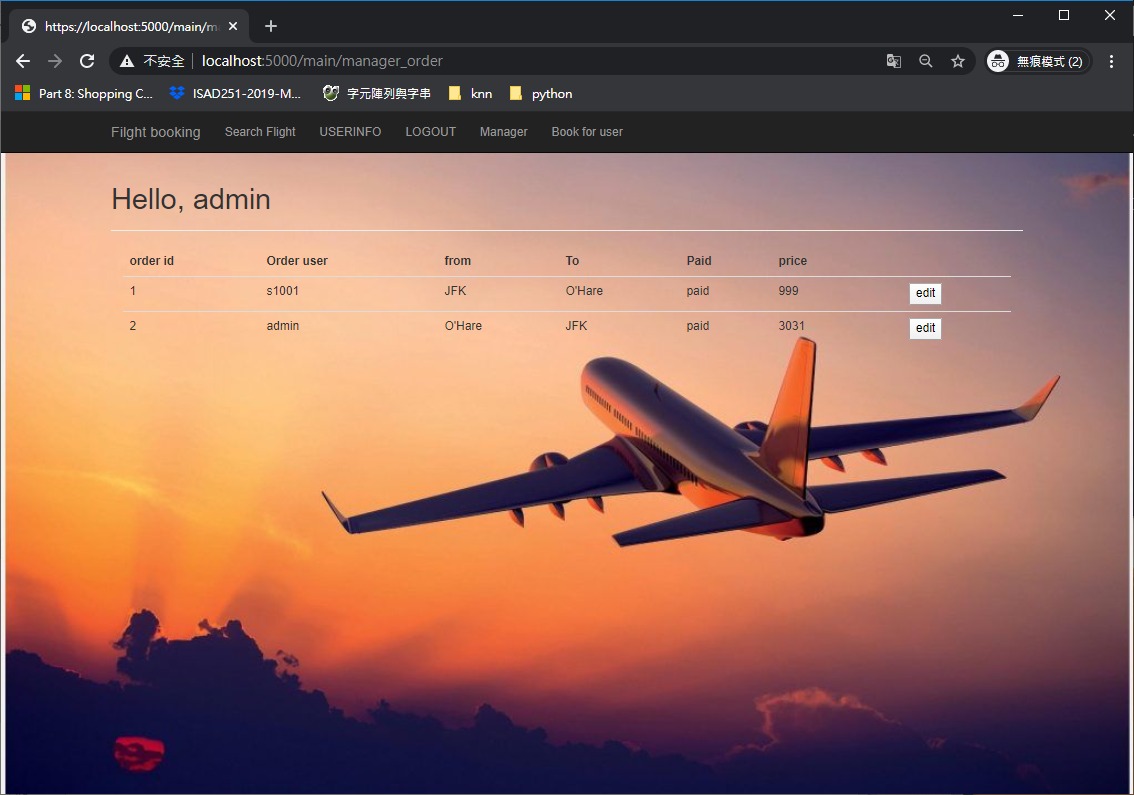 https://localhost:5000/main/m
不安全 localhost:5000/main/manager_order 無痕模式 (2)
Part 8: Shopping C... ISAD251-2019-M... 字元陣列與字串 knn python
Filght booking Search Flight USERINFO LOGOUT Manager Book for user
Hello, admin
order id Order user from To Paid price
1 s1001 JFK O'Hare paid 999 edit
2 admin O'Hare JFK paid 3031 edit